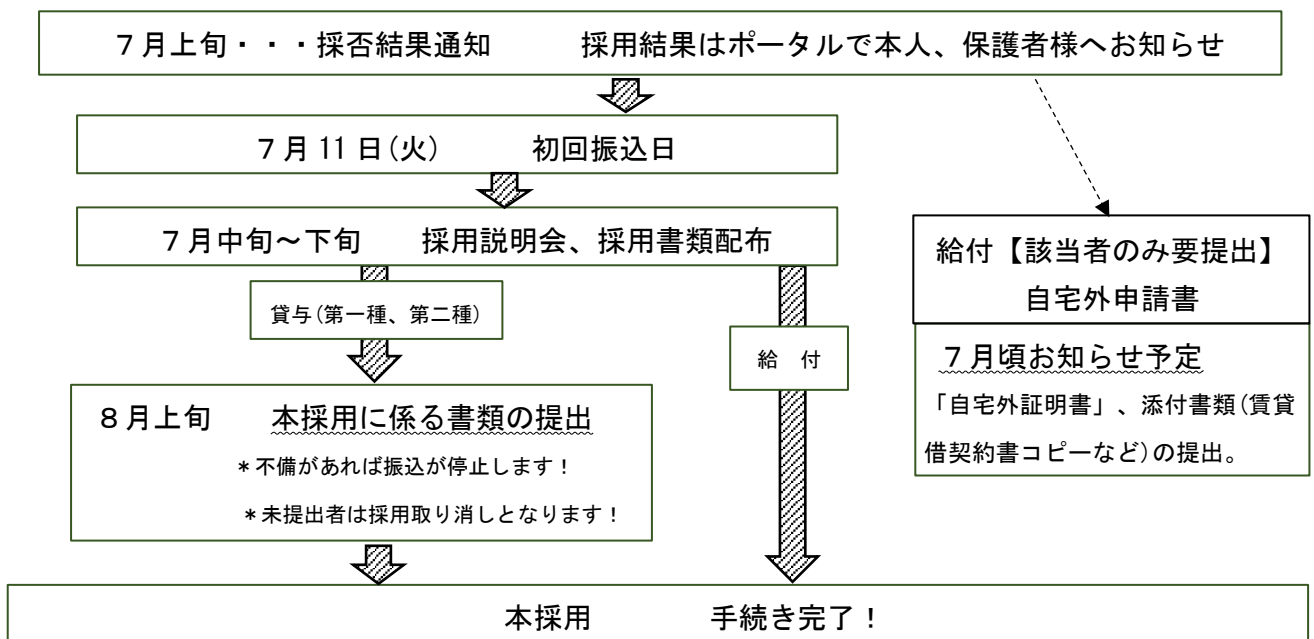 ７月上旬・・・採否結果通知　　採用結果はポータルで本人、保護者様へお知らせ
７月11日(火)　　初回振込日
７月中旬～下旬　　採用説明会、採用書類配布
貸与(第一種、第二種)
給　付
８月上旬　　本採用に係る書類の提出
＊不備があれば振込が停止します！
＊未提出者は採用取り消しとなります！
給付【該当者のみ要提出】
自宅外申請書
７月頃お知らせ予定
「自宅外証明書」、添付書類(賃貸
借契約書コピーなど)の提出。
本採用　　手続き完了！